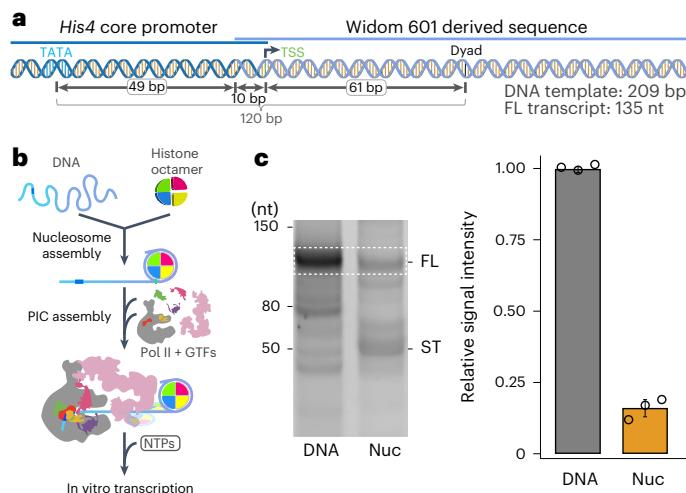 a
His4 core promoter
Widom 601 derived sequence
TATA
TSS
Dyad
49 bp
10 bp
61 bp
120 bp
DNA template: 209 bp
FL transcript: 135 nt
b
DNA
Histone
octamer
Nucleosome
assembly
PIC assembly
Pol II + GTFs
NTPs
In vitro transcription
c
(nt)
150
80
50
FL
ST
DNA
Nuc
Relative signal intensity
1.00
0.75
0.50
0.25
0
DNA
Nuc